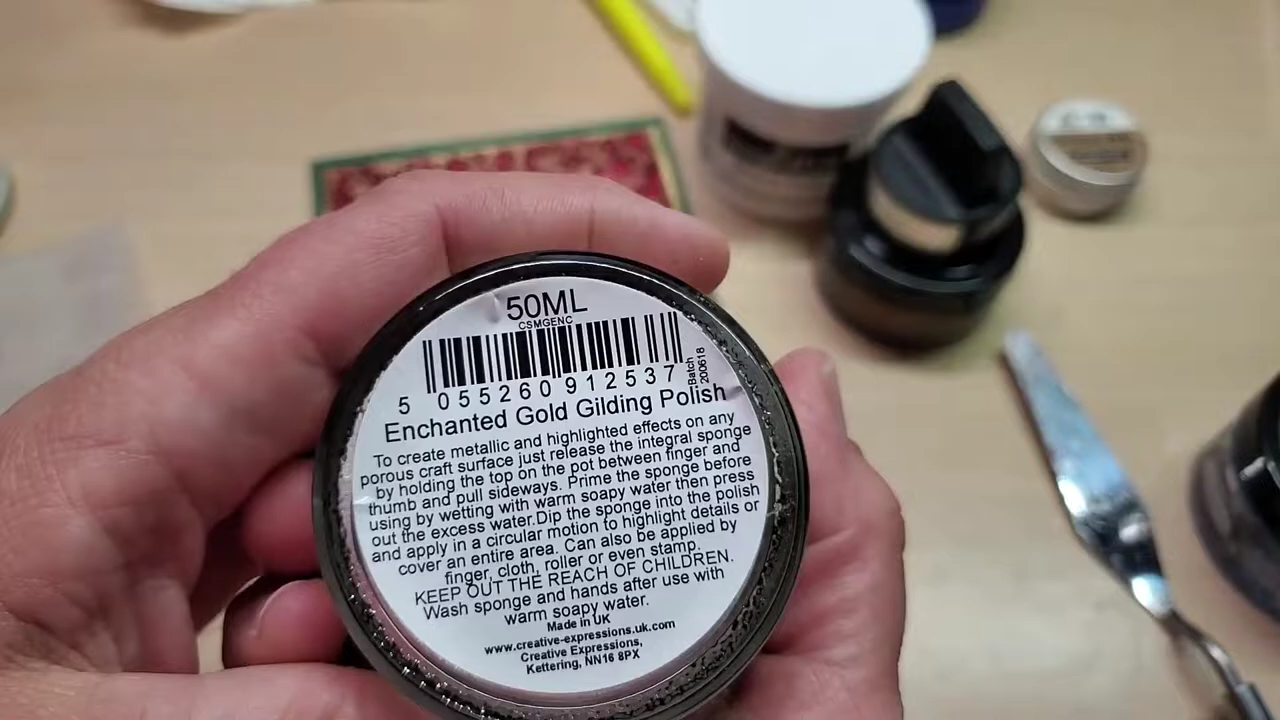 50ML
CSMGENC
5 055260 912537
Batch
200618
Enchanted Gold Gilding Polish
To create metallic and highlighted effects on any
porous craft surface just release the integral sponge
by holding the top on the pot between finger and
thumb and pull sideways. Prime the sponge before
using by wetting with warm soapy water then press
out the excess water.Dip the sponge into the polish
and apply in a circular motion to highlight details or
cover an entire area. Can also be applied by
finger, cloth, roller or even stamp.
KEEP OUT THE REACH OF CHILDREN.
Wash sponge and hands after use with
warm soapy water.
Made in UK
www.creative-expressions.uk.com
Creative Expressions,
Kettering, NN16 8PX